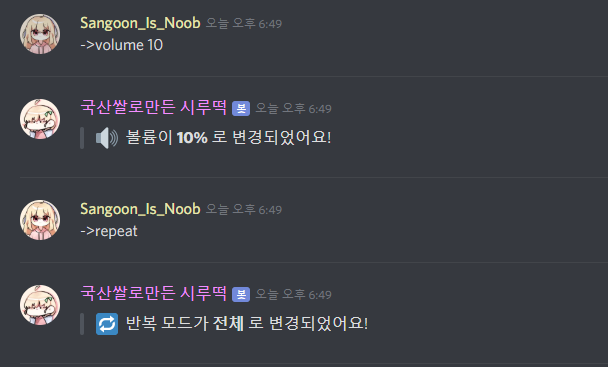 Sangoon_Is_Noob 오늘 오후 6:49
->volume 10
국산쌀로만든 시루떡 봇 오늘 오후 6:49
볼륨이 10% 로 변경되었어요!
Sangoon_Is_Noob 오늘 오후 6:49
->repeat
국산쌀로만든 시루떡 봇 오늘 오후 6:49
반복 모드가 전체 로 변경되었어요!